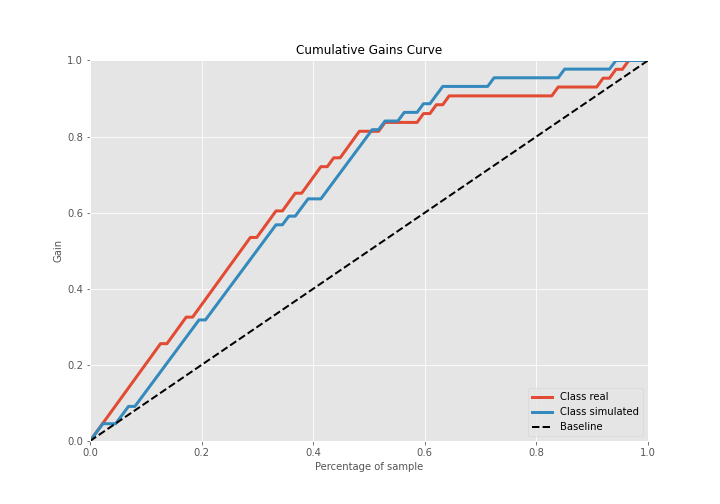 Cumulative Gains Curve
1.0
0.8
0.6
0.4
0.2
0.0
Gain
0.0 0.2 0.4 0.6 0.8 1.0
Percentage of sample
Class real
Class simulated
Baseline